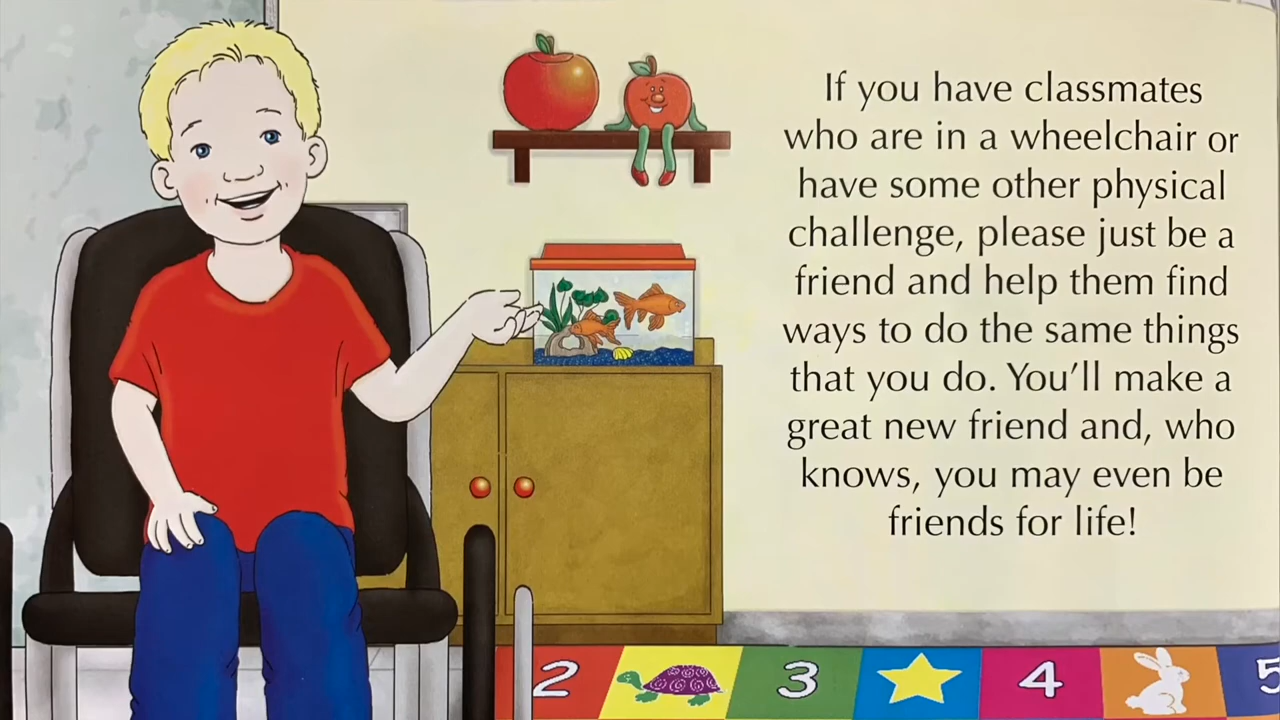 If you have classmates
who are in a wheelchair or
have some other physical
challenge, please just be a
friend and help them find
ways to do the same things
that you do. You'll make a
great new friend and, who
knows, you may even be
friends for life!
2 3 4 5